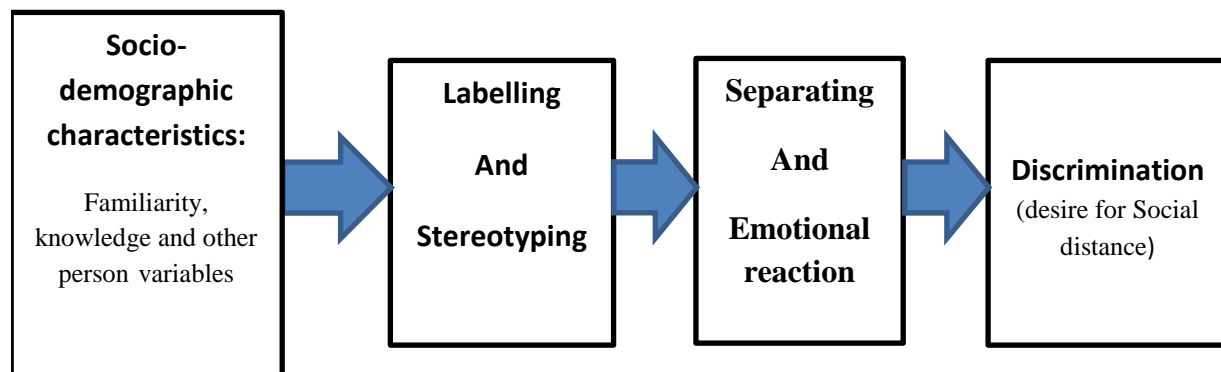 Socio-
demographic
characteristics:
Familiarity,
knowledge and other
person variables
Labelling
And
Stereotyping
Separating
And
Emotional
reaction
Discrimination
(desire for Social
distance)